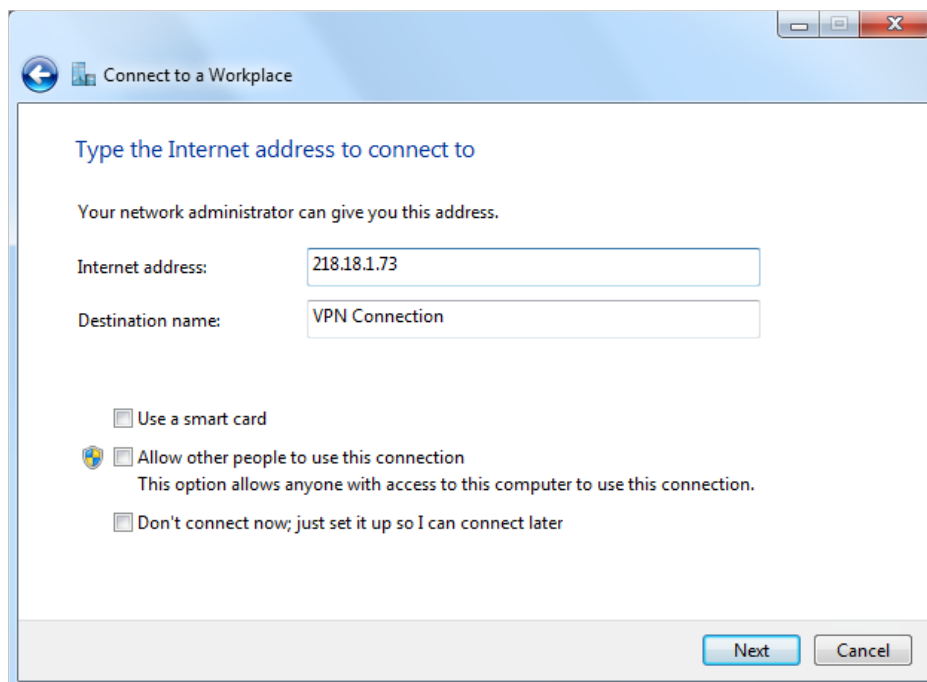 Connect to a Workplace
Type the Internet address to connect to
Your network administrator can give you this address.
Internet address: 218.18.1.73
Destination name: VPN Connection
Use a smart card
Allow other people to use this connection
This option allows anyone with access to this computer to use this connection.
Don't connect now; just set it up so I can connect later
Next Cancel